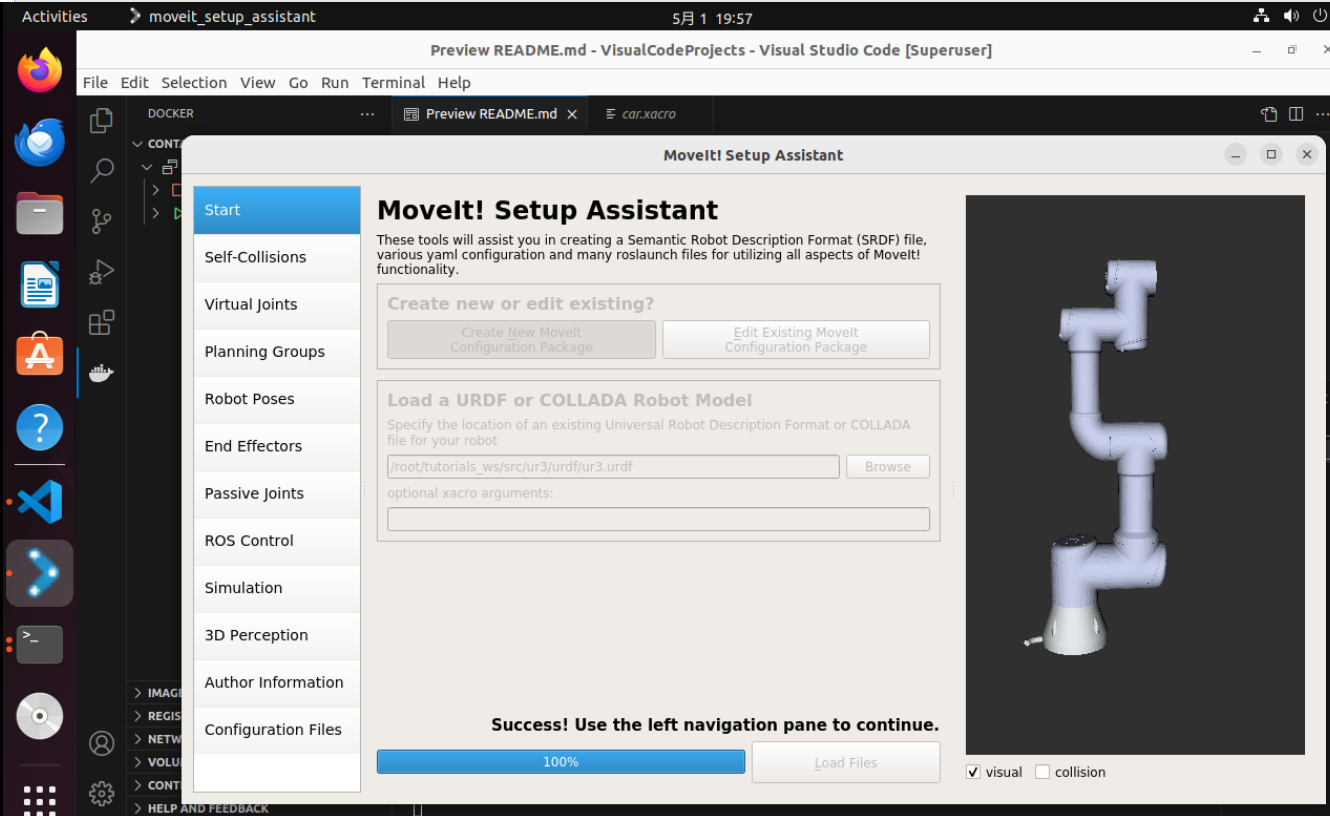 Activities
moveit_setup_assistant
5月 1 19:57
Preview README.md - VisualCodeProjects - Visual Studio Code [Superuser]
File Edit Selection View Go Run Terminal Help
DOCKER
Preview README.md
car.xacro
MoveIt! Setup Assistant
Start
Self-Collisions
Virtual Joints
Planning Groups
Robot Poses
End Effectors
Passive Joints
ROS Control
Simulation
3D Perception
Author Information
Configuration Files
MoveIt! Setup Assistant
These tools will assist you in creating a Semantic Robot Description Format (SRDF) file,
various yaml configuration and many roslaunch files for utilizing all aspects of MoveIt!
functionality.
Create new or edit existing?
Create New MoveIt
Configuration Package
Edit Existing MoveIt
Configuration Package
Load a URDF or COLLADA Robot Model
Specify the location of an existing Universal Robot Description Format or COLLADA
file for your robot
/root/tutorials_ws/src/ur3/urdf/ur3.urdf
Browse
optional xacro arguments:
Success! Use the left navigation pane to continue.
100%
Load Files
visual
collision
HELP AND FEEDBACK